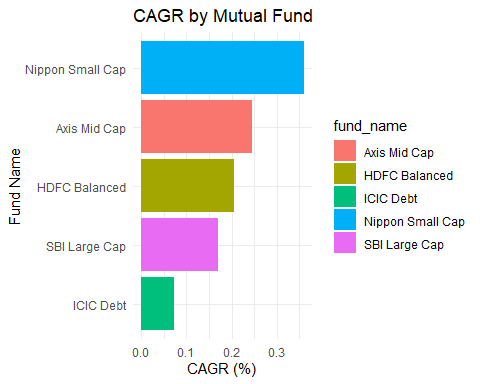 CAGR by Mutual Fund
Fund Name
Nippon Small Cap
Axis Mid Cap
HDFC Balanced
SBI Large Cap
ICIC Debt
0.0 0.1 0.2 0.3
CAGR (%)
fund_name
Axis Mid Cap
HDFC Balanced
ICIC Debt
Nippon Small Cap
SBI Large Cap